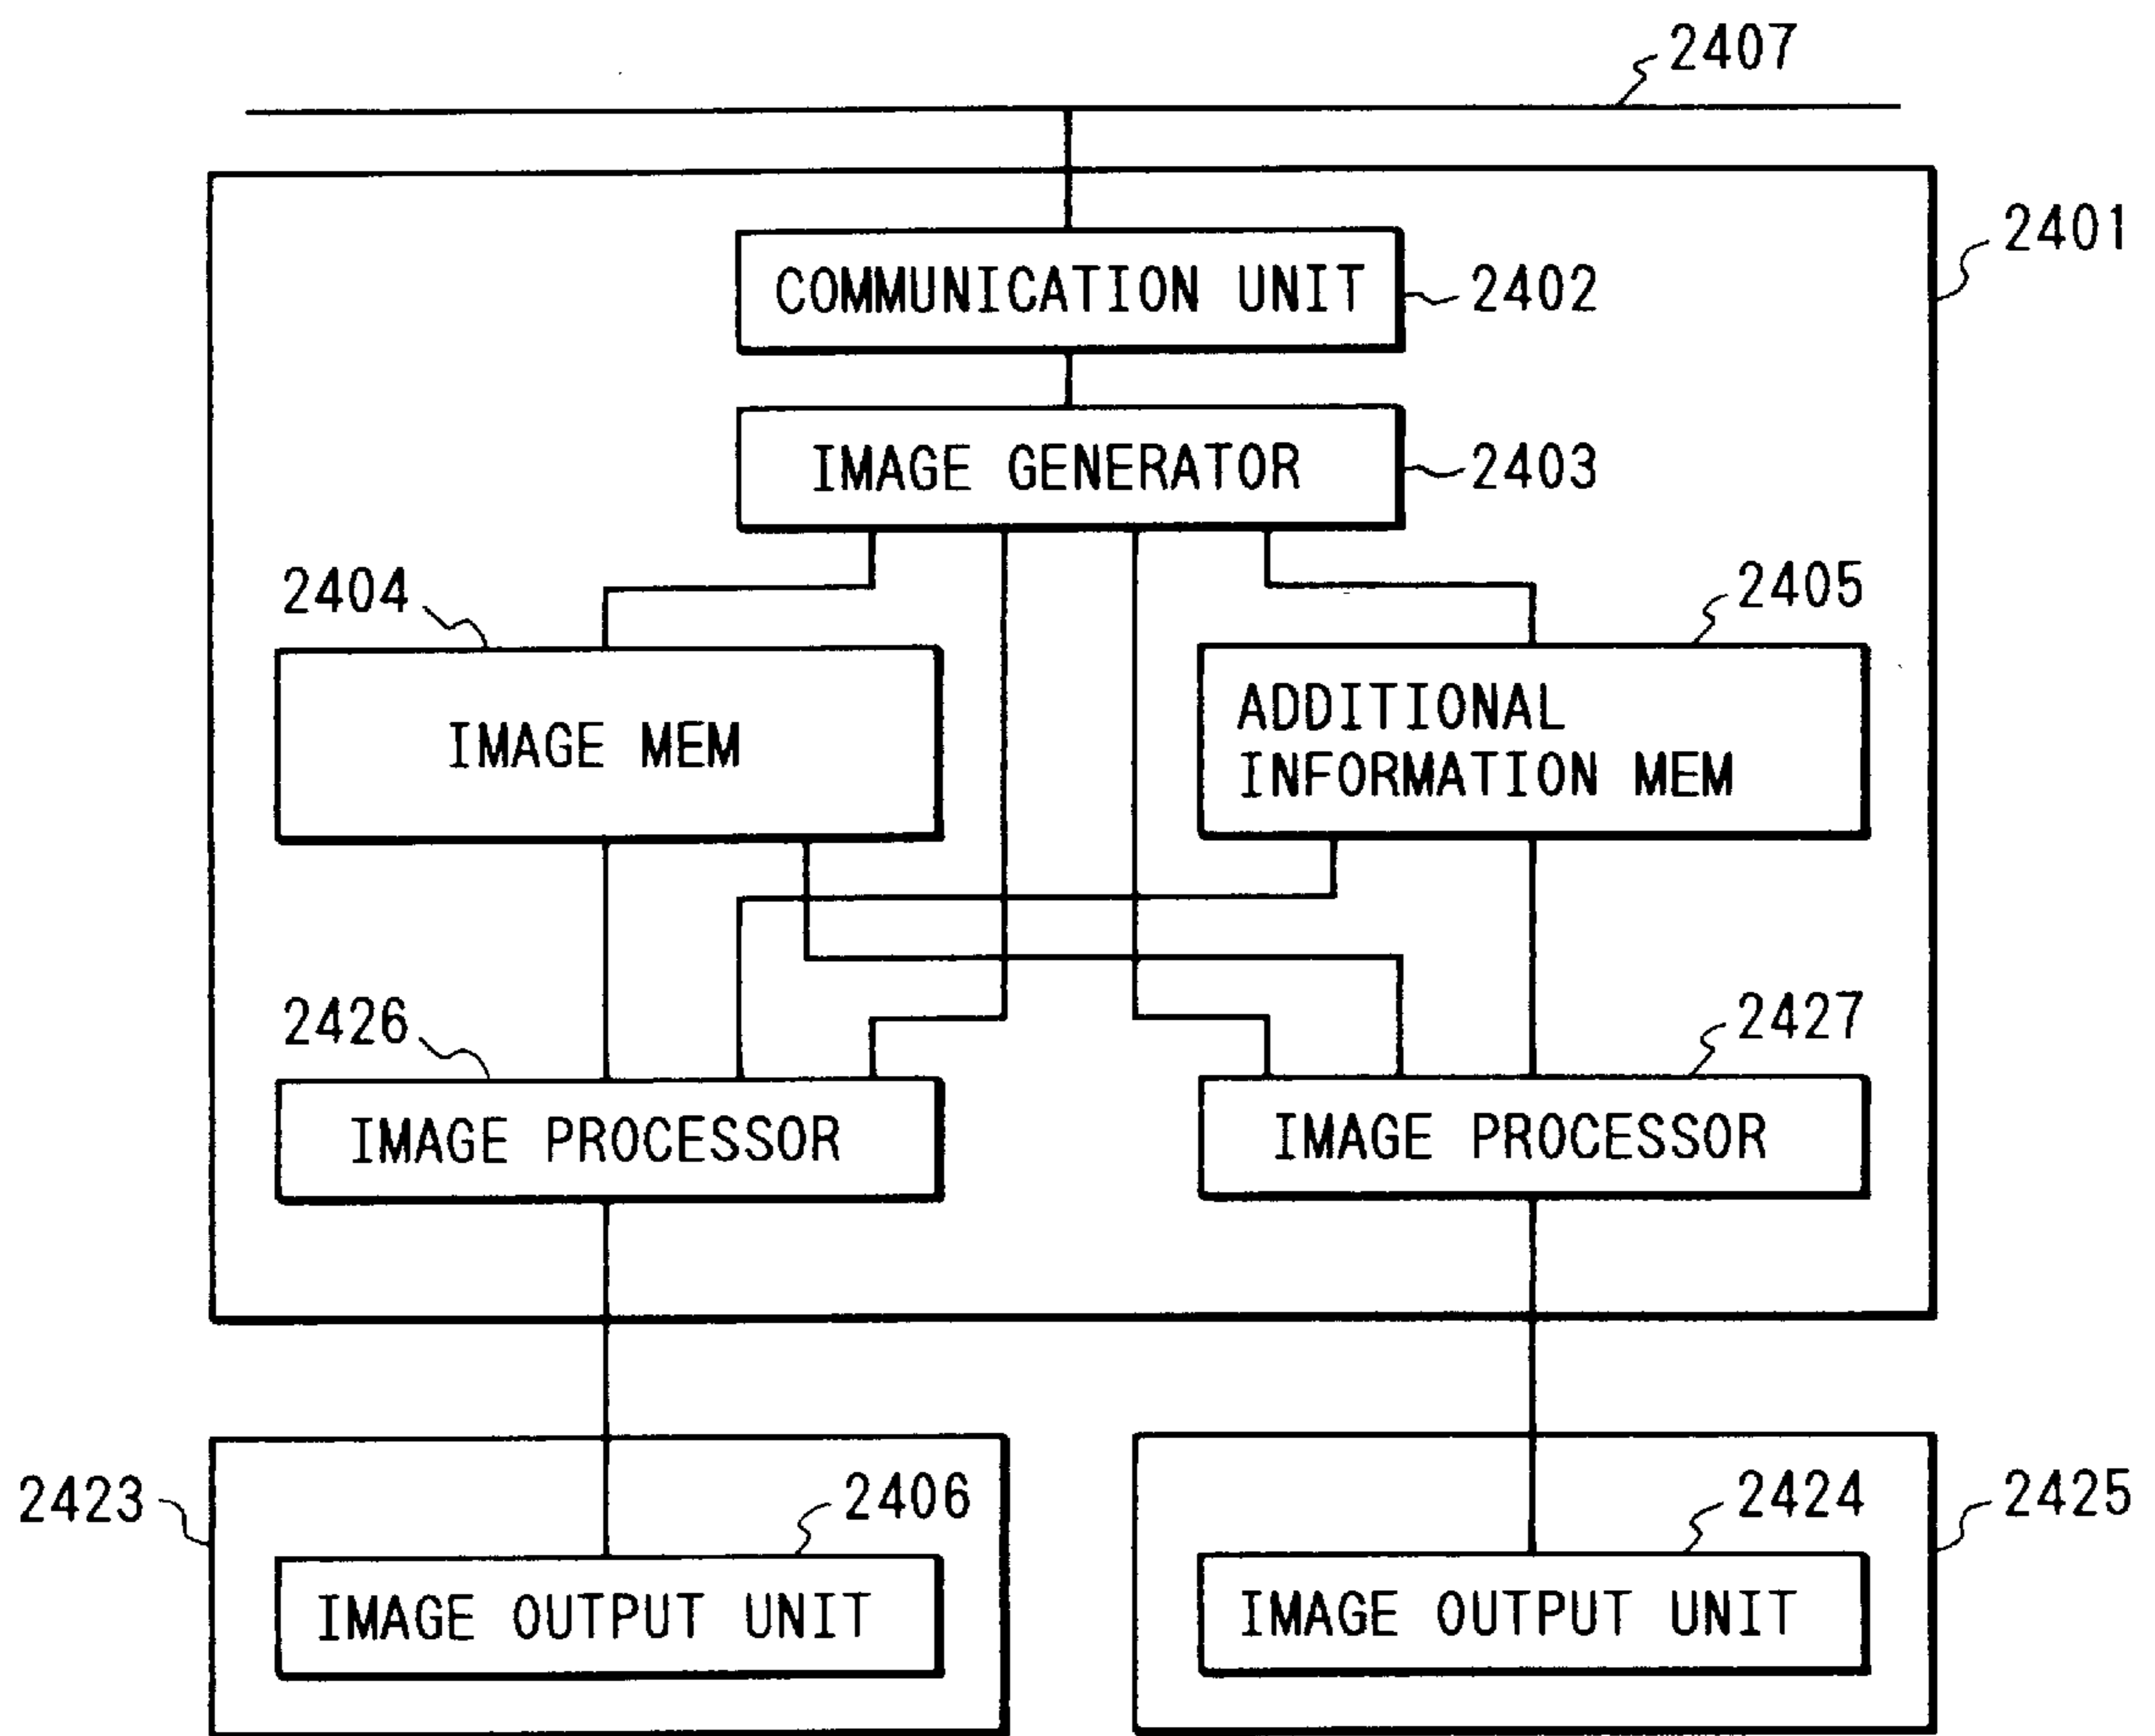 2407
2401
COMMUNICATION UNIT
2402
IMAGE GENERATOR
2403
2404
2405
IMAGE MEM
ADDITIONAL
INFORMATION MEM
2426
2427
IMAGE PROCESSOR
IMAGE PROCESSOR
2423
2406
2424
2425
IMAGE OUTPUT UNIT
IMAGE OUTPUT UNIT